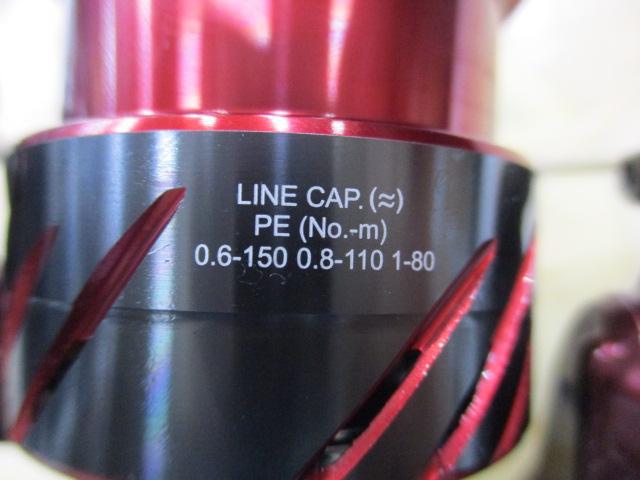 LINE CAP. (≈)
PE (No.-m)
0.6-150 0.8-110 1-80